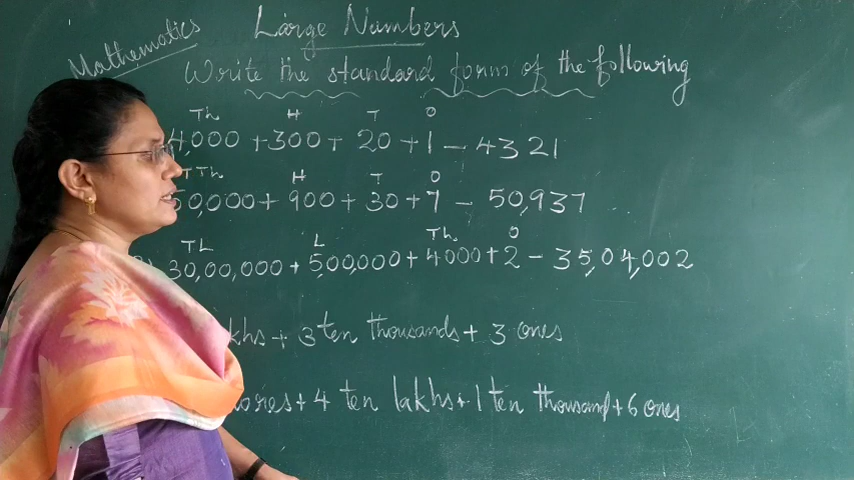 Large Numbers
Mathematics
Write the standard form of the following
Th H T O
4,000 + 300 + 20 + 1 - 4321
TTh H T O
50,000 + 900 + 30 + 7 - 50,937
TL L Th O
30,00,000 + 5,00,000 + 4000 + 2 - 35,04,002
+ 3 ten thousands + 3 ones
+ 4 ten lakhs + 1 ten thousand + 6 ones